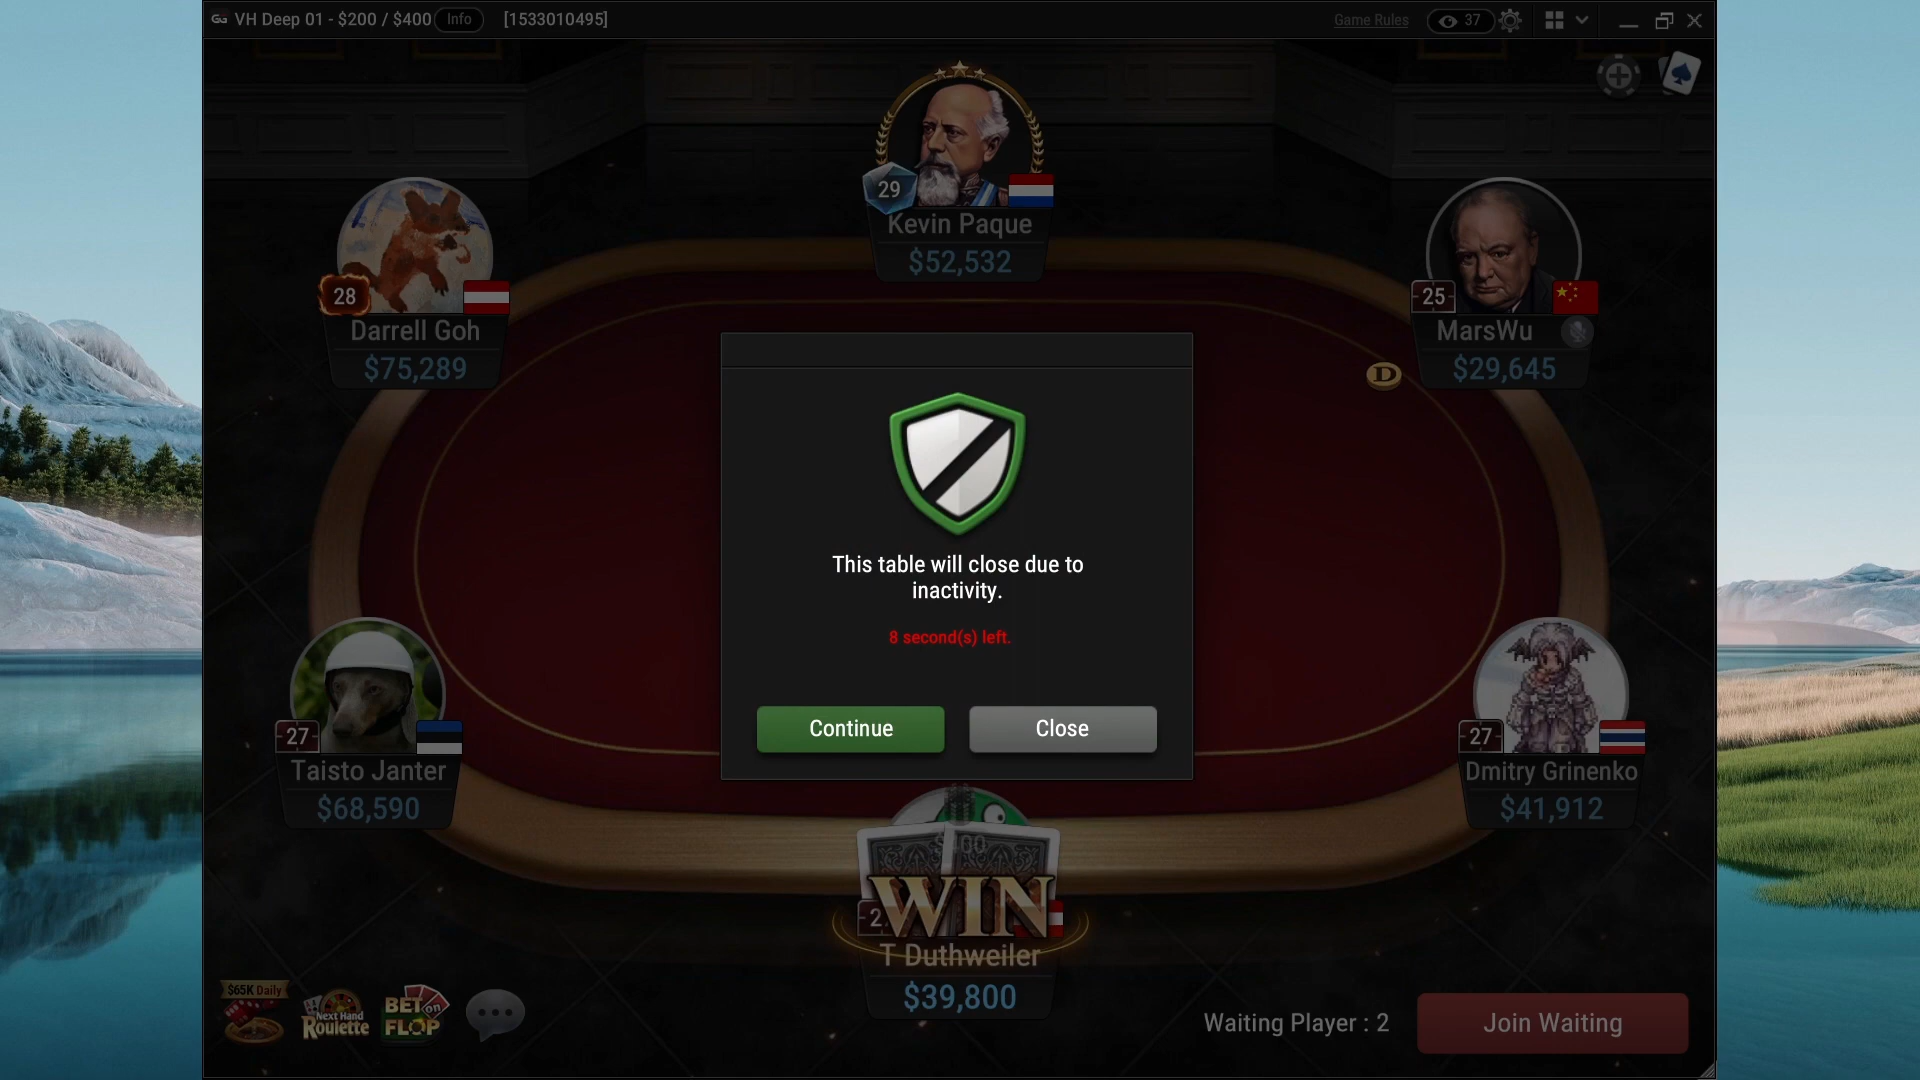 VH Deep 01 - $200 / $400 Info [1533010495] Game Rules 37
29
Kevin Paque
$52,532
28
Darrell Goh
$75,289
25
MarsWu
$29,645
D
This table will close due to
inactivity.
8 second(s) left.
Continue Close
27
Taisto Janter
$68,590
27
Dmitry Grinenko
$41,912
WIN
T Duthweiler
$39,800
$65K Daily
Next Hand
Roulette
BET on
FLOP
Waiting Player : 2
Join Waiting